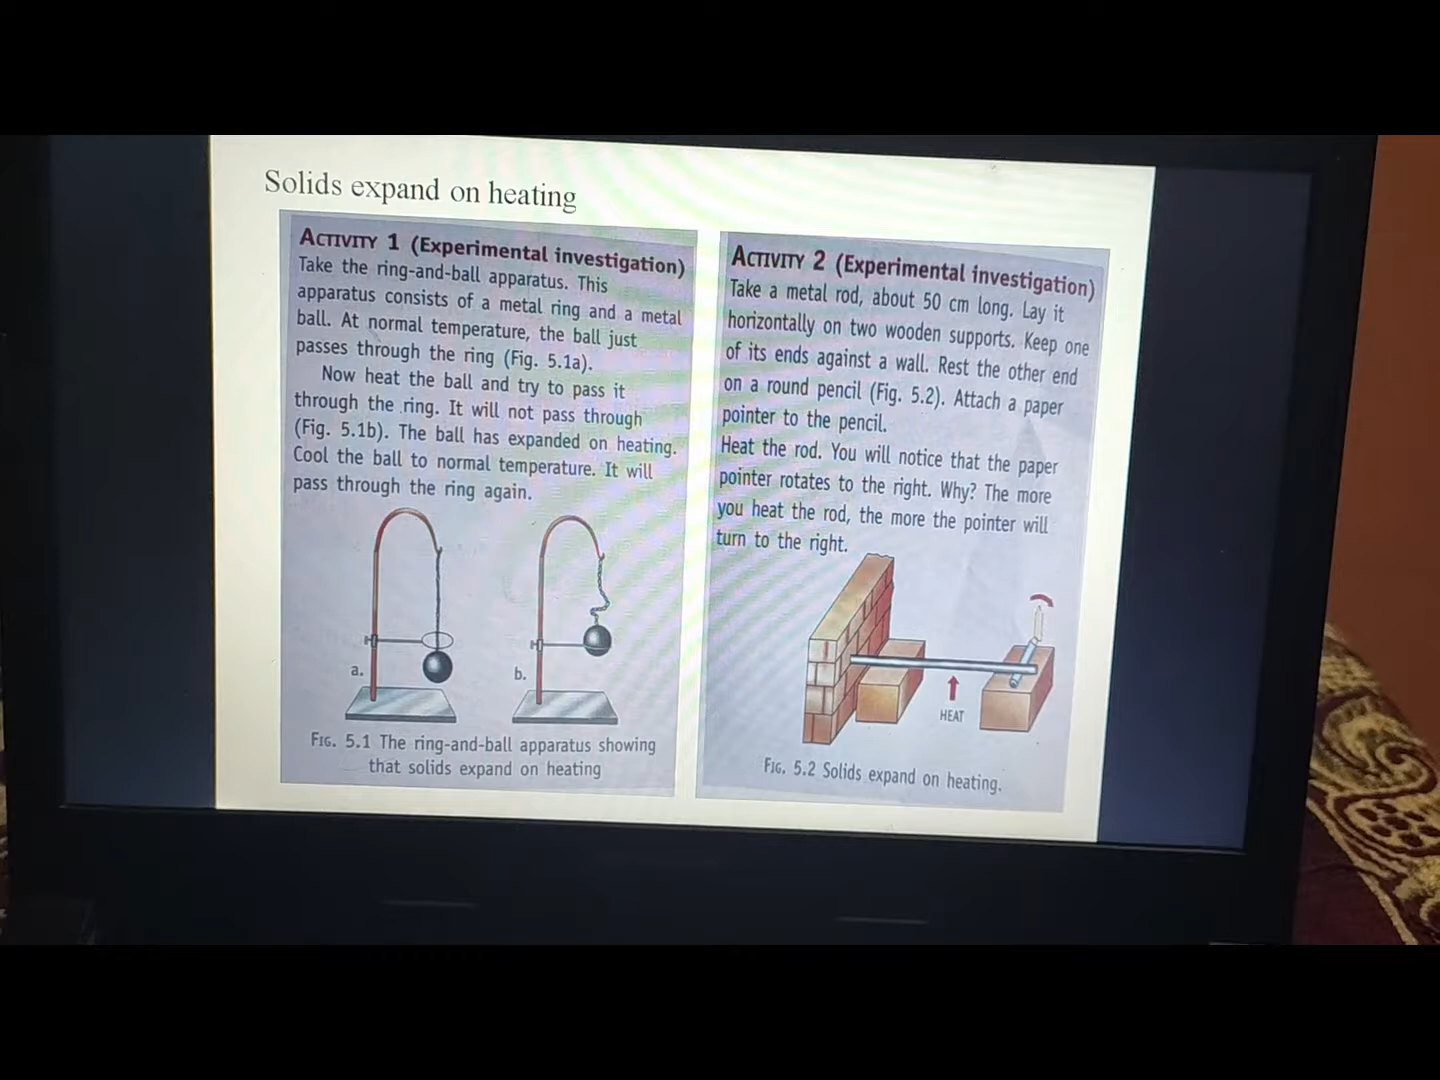 Solids expand on heating
ACTIVITY 1 (Experimental investigation)
Take the ring-and-ball apparatus. This
apparatus consists of a metal ring and a metal
ball. At normal temperature, the ball just
passes through the ring (Fig. 5.1a).
Now heat the ball and try to pass it
through the ring. It will not pass through
(Fig. 5.1b). The ball has expanded on heating.
Cool the ball to normal temperature. It will
pass through the ring again.
a.
b.
FIG. 5.1 The ring-and-ball apparatus showing
that solids expand on heating
ACTIVITY 2 (Experimental investigation)
Take a metal rod, about 50 cm long. Lay it
horizontally on two wooden supports. Keep one
of its ends against a wall. Rest the other end
on a round pencil (Fig. 5.2). Attach a paper
pointer to the pencil.
Heat the rod. You will notice that the paper
pointer rotates to the right. Why? The more
you heat the rod, the more the pointer will
turn to the right.
HEAT
FIG. 5.2 Solids expand on heating.